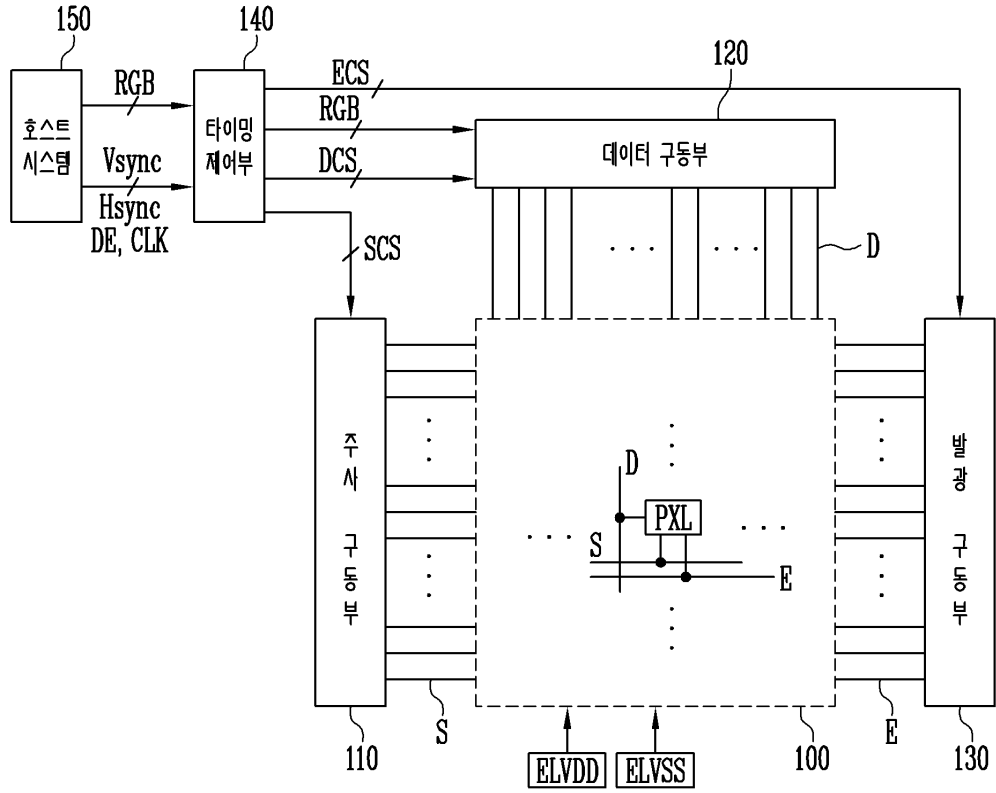 150
140
120
RGB
ECS
RGB
DCS
호스트
시스템
타이밍
제어부
데이터 구동부
Vsync
Hsync
DE, CLK
SCS
D
주사 구동부
발광 구동부
D
PXL
S
E
S
E
110
100
130
ELVDD
ELVSS